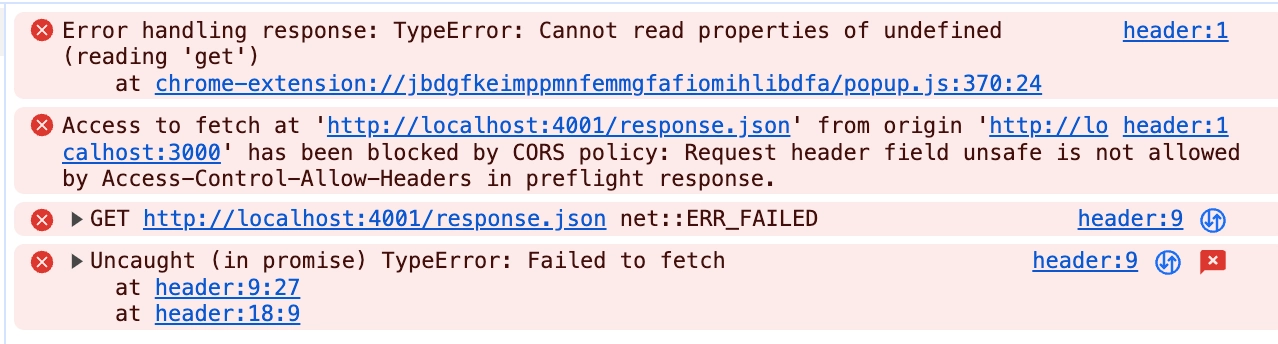 Error handling response: TypeError: Cannot read properties of undefined header:1
(reading 'get')
at chrome-extension://jbdgfkeimppmnfemmgfafiomihlibdfa/popup.js:370:24
Access to fetch at 'http://localhost:4001/response.json' from origin 'http://lo header:1
calhost:3000' has been blocked by CORS policy: Request header field unsafe is not allowed
by Access-Control-Allow-Headers in preflight response.
GET http://localhost:4001/response.json net::ERR_FAILED header:9
Uncaught (in promise) TypeError: Failed to fetch header:9
at header:9:27
at header:18:9